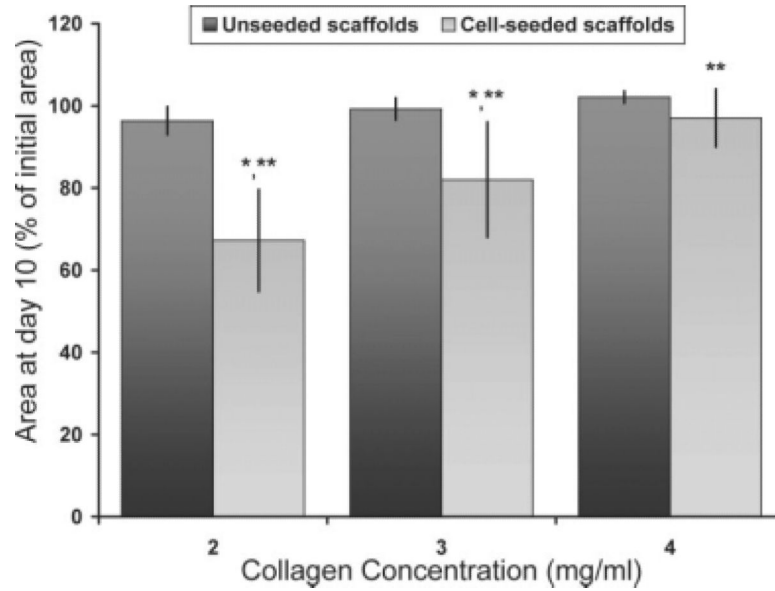 Unseeded scaffolds Cell-seeded scaffolds
Area at day 10 (% of initial area)
120
100
80
60
40
20
0
*,**
*,**
**
2 3 4
Collagen Concentration (mg/ml)